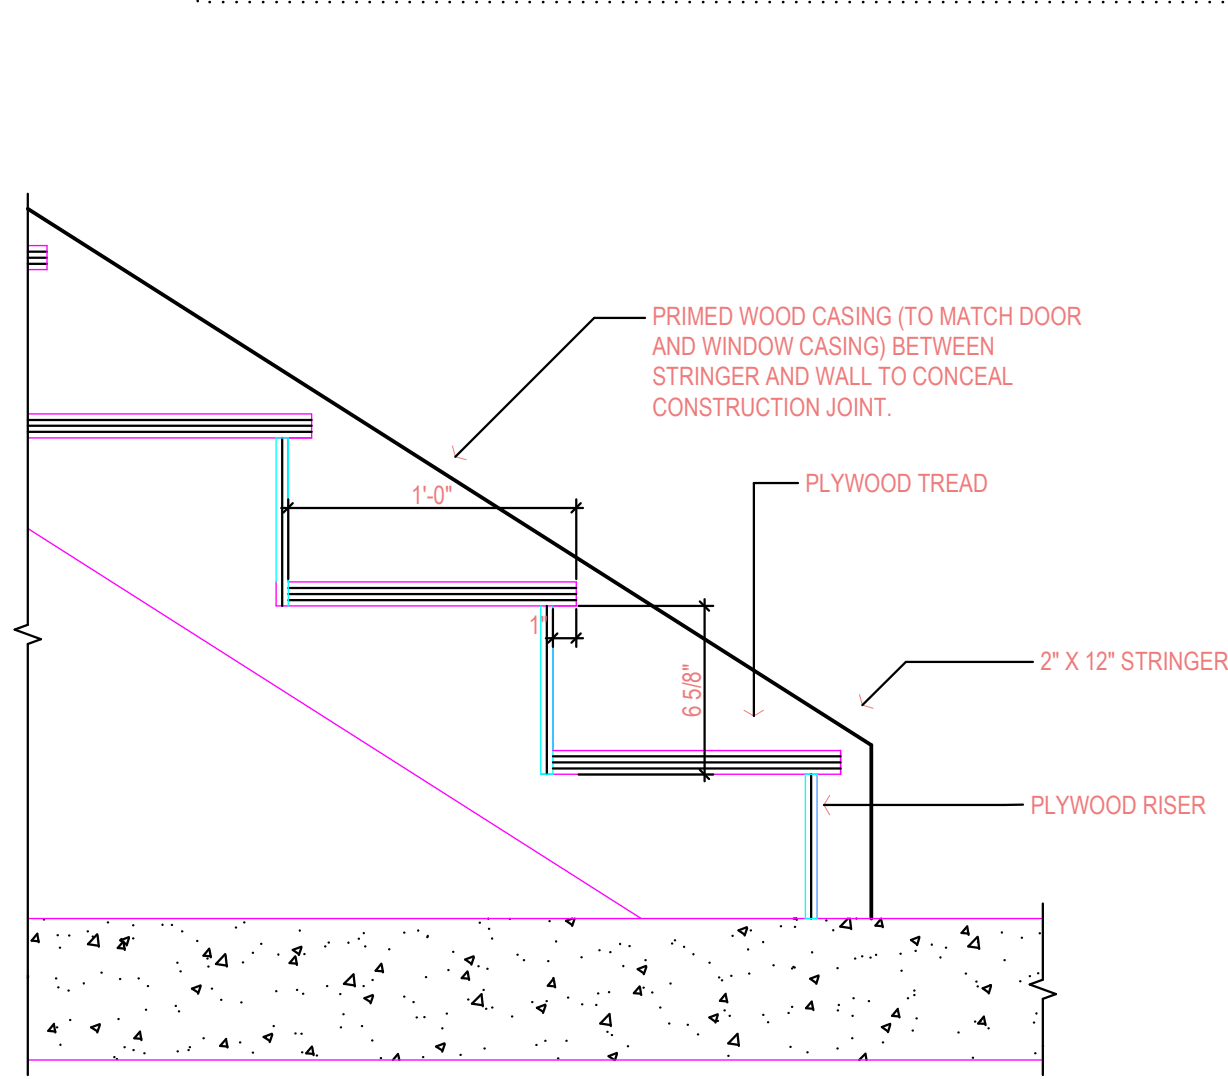 PRIMED WOOD CASING (TO MATCH DOOR
AND WINDOW CASING) BETWEEN
STRINGER AND WALL TO CONCEAL
CONSTRUCTION JOINT.
PLYWOOD TREAD
1'-0"
1"
6 5/8"
2" X 12" STRINGER
PLYWOOD RISER